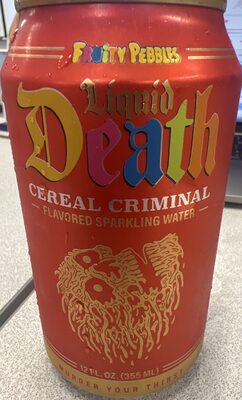 FRUITY PEBBLES
Liquid
Death
CEREAL CRIMINAL
FLAVORED SPARKLING WATER
12 FL. OZ. (355 ML)
MURDER YOUR THIRST